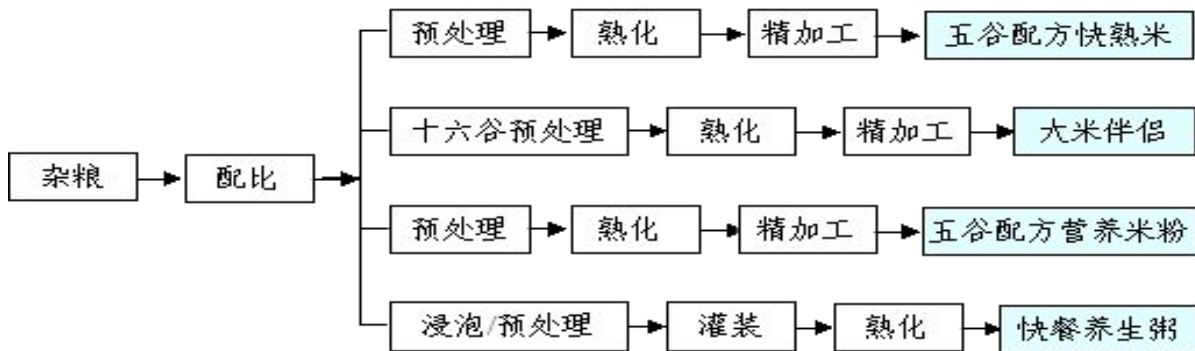 预处理 熟化 精加工 五谷配方快熟米
十六谷预处理 熟化 精加工 大米伴侣
杂粮 配比
预处理 熟化 精加工 五谷配方营养米粉
浸泡/预处理 灌装 熟化 快餐养生粥